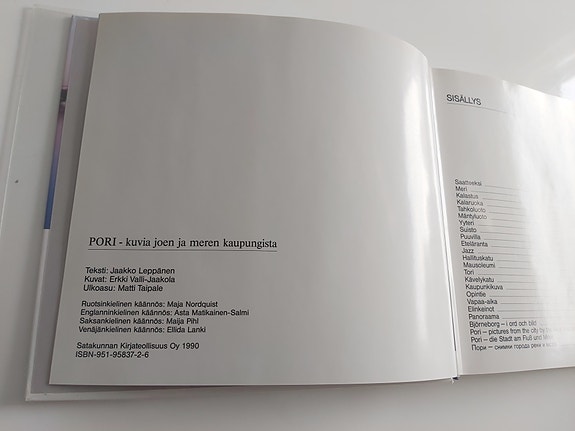 PORI - kuvia joen ja meren kaupungista
Teksti: Jaakko Leppänen
Kuvat: Erkki Valli-Jaakola
Ulkoasu: Matti Taipale
Ruotsinkielinen käännös: Maja Nordquist
Englanninkielinen käännös: Asta Matikainen-Salmi
Saksankielinen käännös: Maija Pihl
Venäjänkielinen käännös: Ellida Lanki
Satakunnan Kirjateollisuus Oy 1990
ISBN-951-95837-2-6
SISÄLLYS
Saatteeksi
Meri
Kalastus
Kalaruoka
Tahkoluoto
Mäntyluoto
Yyteri
Suisto
Puuvilla
Eteläranta
Jazz
Hallituskatu
Mausoleumi
Tori
Kävelykatu
Kaupunkikuva
Opintie
Vapaa-aika
Elinkeinot
Panoraama
Björneborg – i ord och bild
Pori – pictures from the city by the
Pori – die Stadt am Fluß und
Пори – снимки города реки и